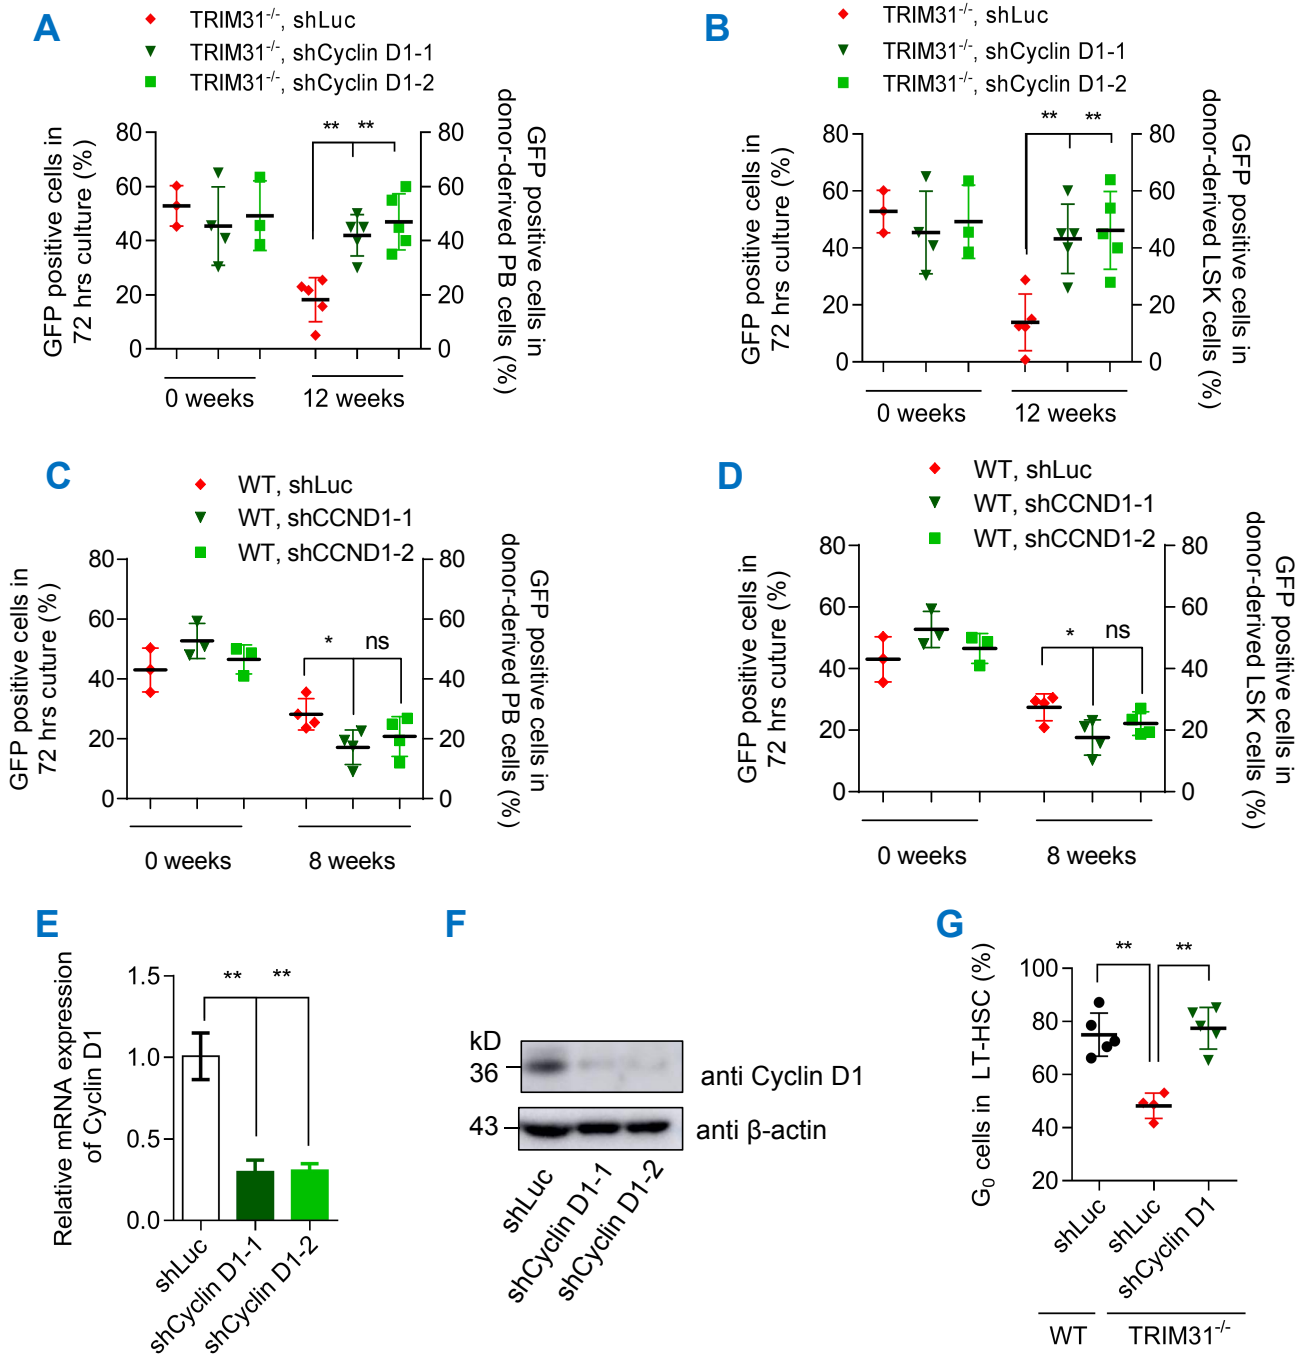 A
TRIM31-/-, shLuc
TRIM31-/-, shCyclin D1-1
TRIM31-/-, shCyclin D1-2
GFP positive cells in
72 hrs culture (%)
80
60
40
20
0
** **
80
60
40
20
0
GFP positive cells in
donor-derived PB cells (%)
0 weeks
12 weeks
B
TRIM31-/-, shLuc
TRIM31-/-, shCyclin D1-1
TRIM31-/-, shCyclin D1-2
GFP positive cells in
72 hrs culture (%)
80
60
40
20
0
** **
80
60
40
20
0
GFP positive cells in
donor-derived LSK cells (%)
0 weeks
12 weeks
C
WT, shLuc
WT, shCCND1-1
WT, shCCND1-2
GFP positive cells in
72 hrs cuture (%)
80
60
40
20
0
* ns
80
60
40
20
0
GFP positive cells in
donor-derived PB cells (%)
0 weeks
8 weeks
D
WT, shLuc
WT, shCCND1-1
WT, shCCND1-2
GFP positive cells in
72 hrs cuture (%)
80
60
40
20
0
* ns
80
60
40
20
0
GFP positive cells in
donor-derived LSK cells (%)
0 weeks
8 weeks
E
Relative mRNA expression
of Cyclin D1
1.5
1.0
0.5
0.0
** **
shLuc
shCyclin D1-1
shCyclin D1-2
F
kD
36
anti Cyclin D1
43
anti β-actin
shLuc
shCyclin D1-1
shCyclin D1-2
G
G0 cells in LT-HSC (%)
100
80
60
40
20
** **
shLuc
shLuc
shCyclin D1
WT
TRIM31-/-